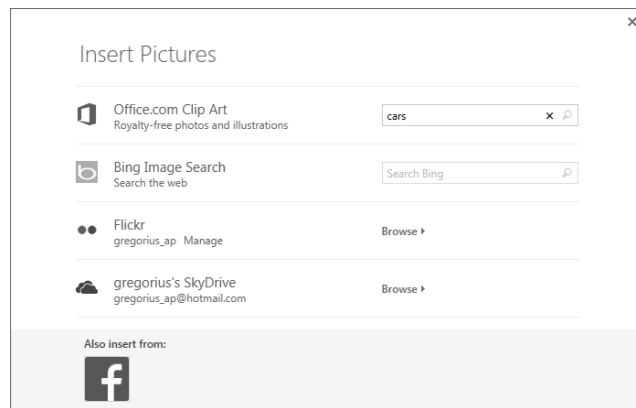 Insert Pictures
Office.com Clip Art
Royalty-free photos and illustrations
cars
Bing Image Search
Search the web
Search Bing
Flickr
gregorius_ap Manage
Browse
gregorius's SkyDrive
gregorius_ap@hotmail.com
Browse
Also insert from: